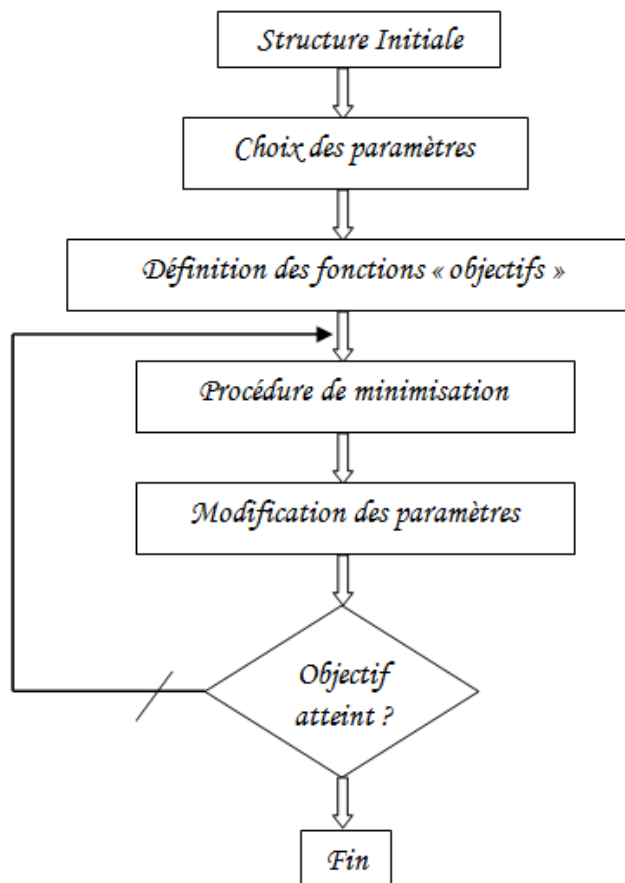 Structure Initiale
Choix des paramètres
Définition des fonctions « objectifs »
Procédure de minimisation
Modification des paramètres
Objectif
atteint ?
Fin